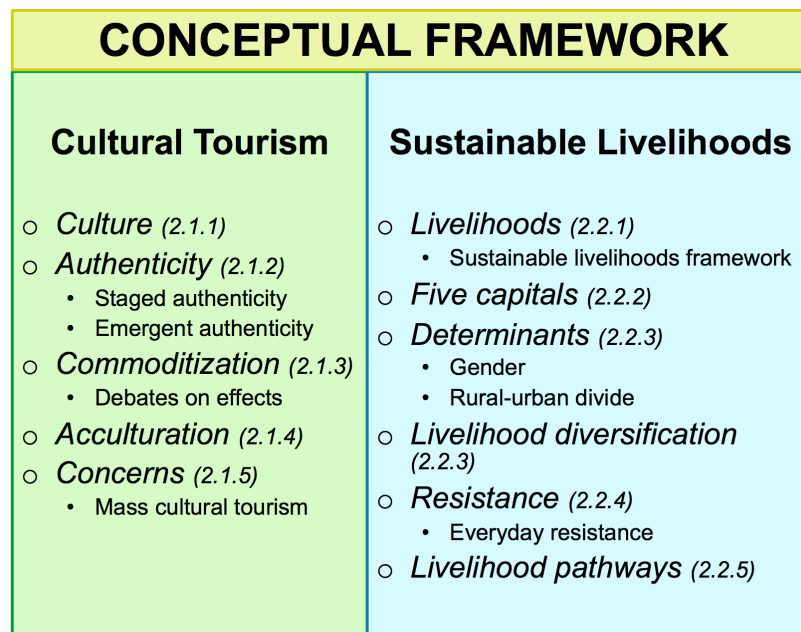 CONCEPTUAL FRAMEWORK
Cultural Tourism
○ Culture (2.1.1)
○ Authenticity (2.1.2)
• Staged authenticity
• Emergent authenticity
○ Commoditization (2.1.3)
• Debates on effects
○ Acculturation (2.1.4)
○ Concerns (2.1.5)
• Mass cultural tourism
Sustainable Livelihoods
○ Livelihoods (2.2.1)
• Sustainable livelihoods framework
○ Five capitals (2.2.2)
○ Determinants (2.2.3)
• Gender
• Rural-urban divide
○ Livelihood diversification
(2.2.3)
○ Resistance (2.2.4)
• Everyday resistance
○ Livelihood pathways (2.2.5)